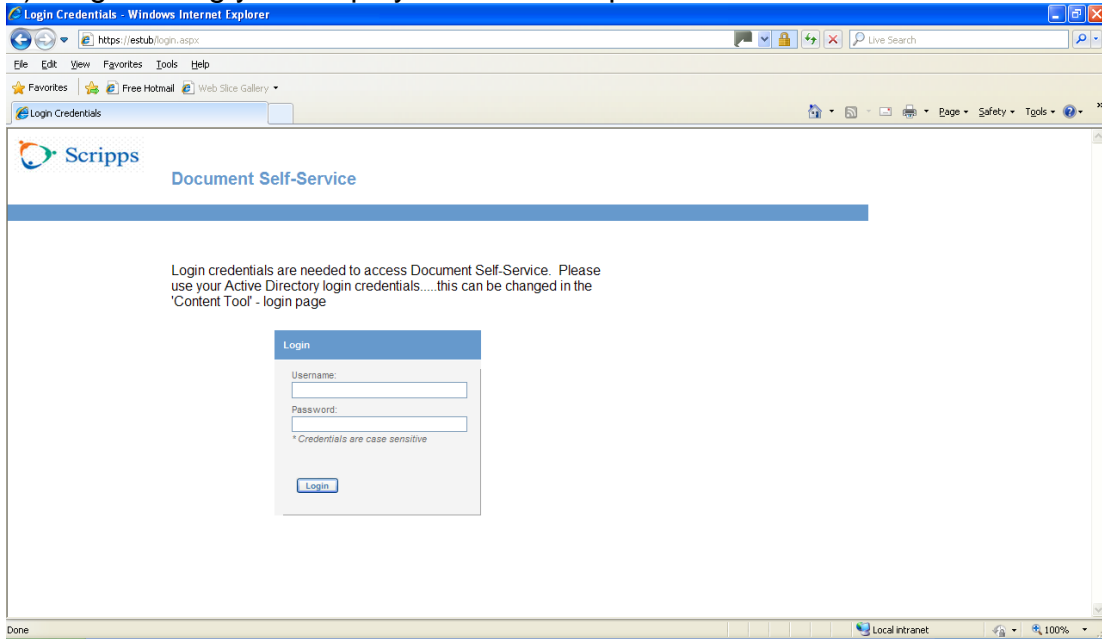 Login Credentials - Windows Internet Explorer
https://estub/login.aspx
Live Search
File Edit View Favorites Tools Help
Favorites Free Hotmail Web Slice Gallery
Login Credentials
Page Safety Tools
Scripps
Document Self-Service
Login credentials are needed to access Document Self-Service. Please
use your Active Directory login credentials.....this can be changed in the
'Content Tool' - login page
Login
Username:
Password:
* Credentials are case sensitive
Login
Done Local intranet 100%